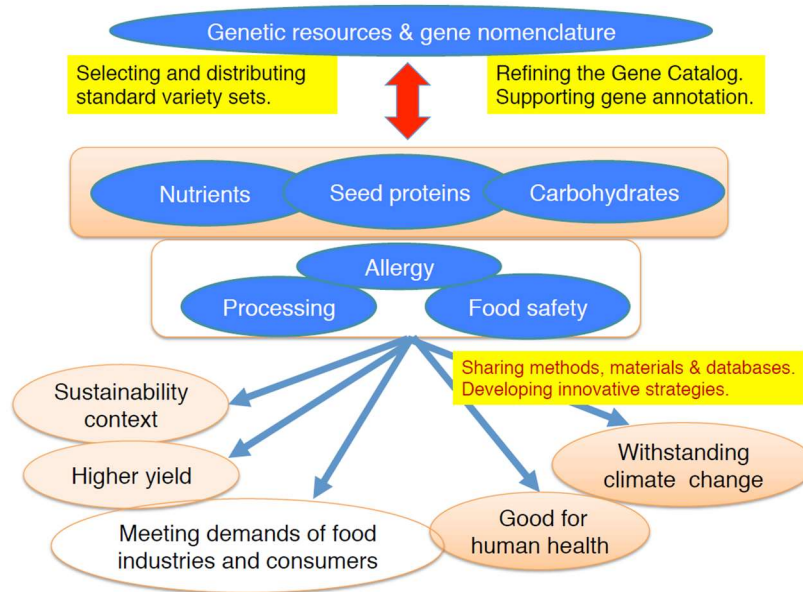 Genetic resources & gene nomenclature
Selecting and distributing
standard variety sets.
Refining the Gene Catalog.
Supporting gene annotation.
Nutrients
Seed proteins
Carbohydrates
Allergy
Processing
Food safety
Sharing methods, materials & databases.
Developing innovative strategies.
Sustainability
context
Higher yield
Meeting demands of food
industries and consumers
Good for
human health
Withstanding
climate change